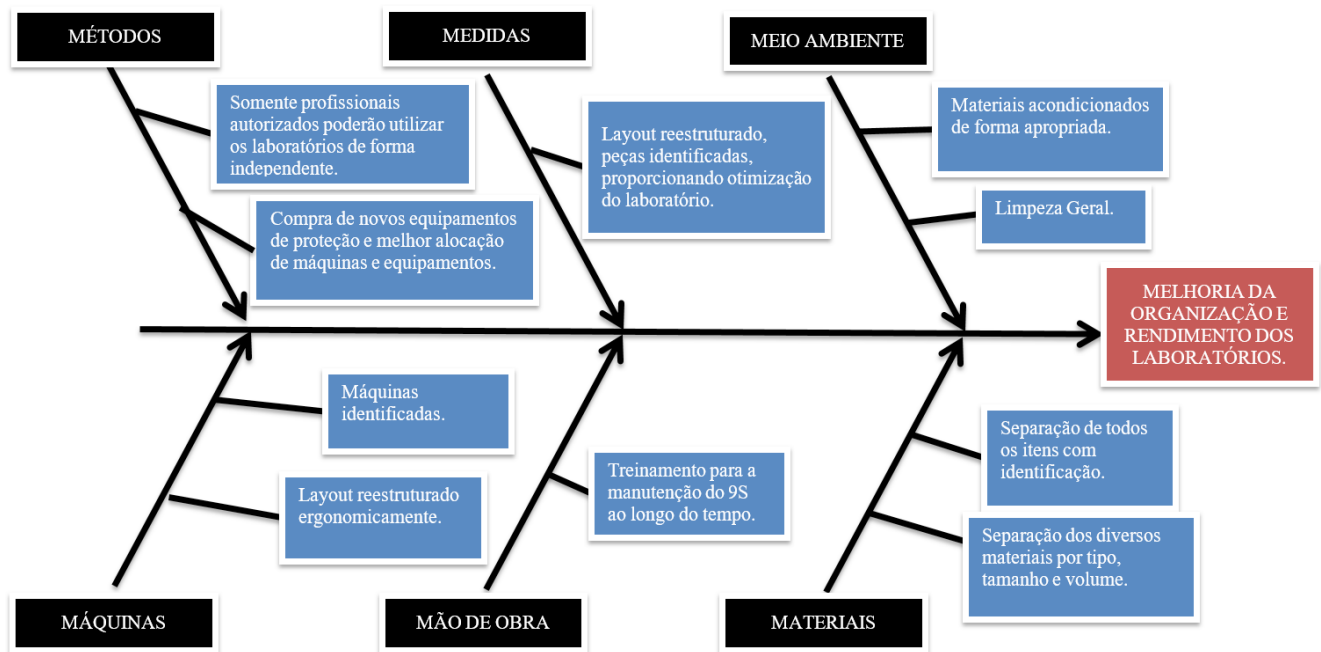 MÉTODOS
MEDIDAS
MEIO AMBIENTE
Somente profissionais
autorizados poderão utilizar
os laboratórios de forma
independente.
Compra de novos equipamentos
de proteção e melhor alocação
de máquinas e equipamentos.
Layout reestruturado,
peças identificadas,
proporcionando otimização
do laboratório.
Materiais acondicionados
de forma apropriada.
Limpeza Geral.
MELHORIA DA
ORGANIZAÇÃO E
RENDIMENTO DOS
LABORATÓRIOS.
Máquinas
identificadas.
Layout reestruturado
ergonomicamente.
Treinamento para a
manutenção do 9S
ao longo do tempo.
Separação de todos
os itens com
identificação.
Separação dos diversos
materiais por tipo,
tamanho e volume.
MÁQUINAS
MÃO DE OBRA
MATERIAIS